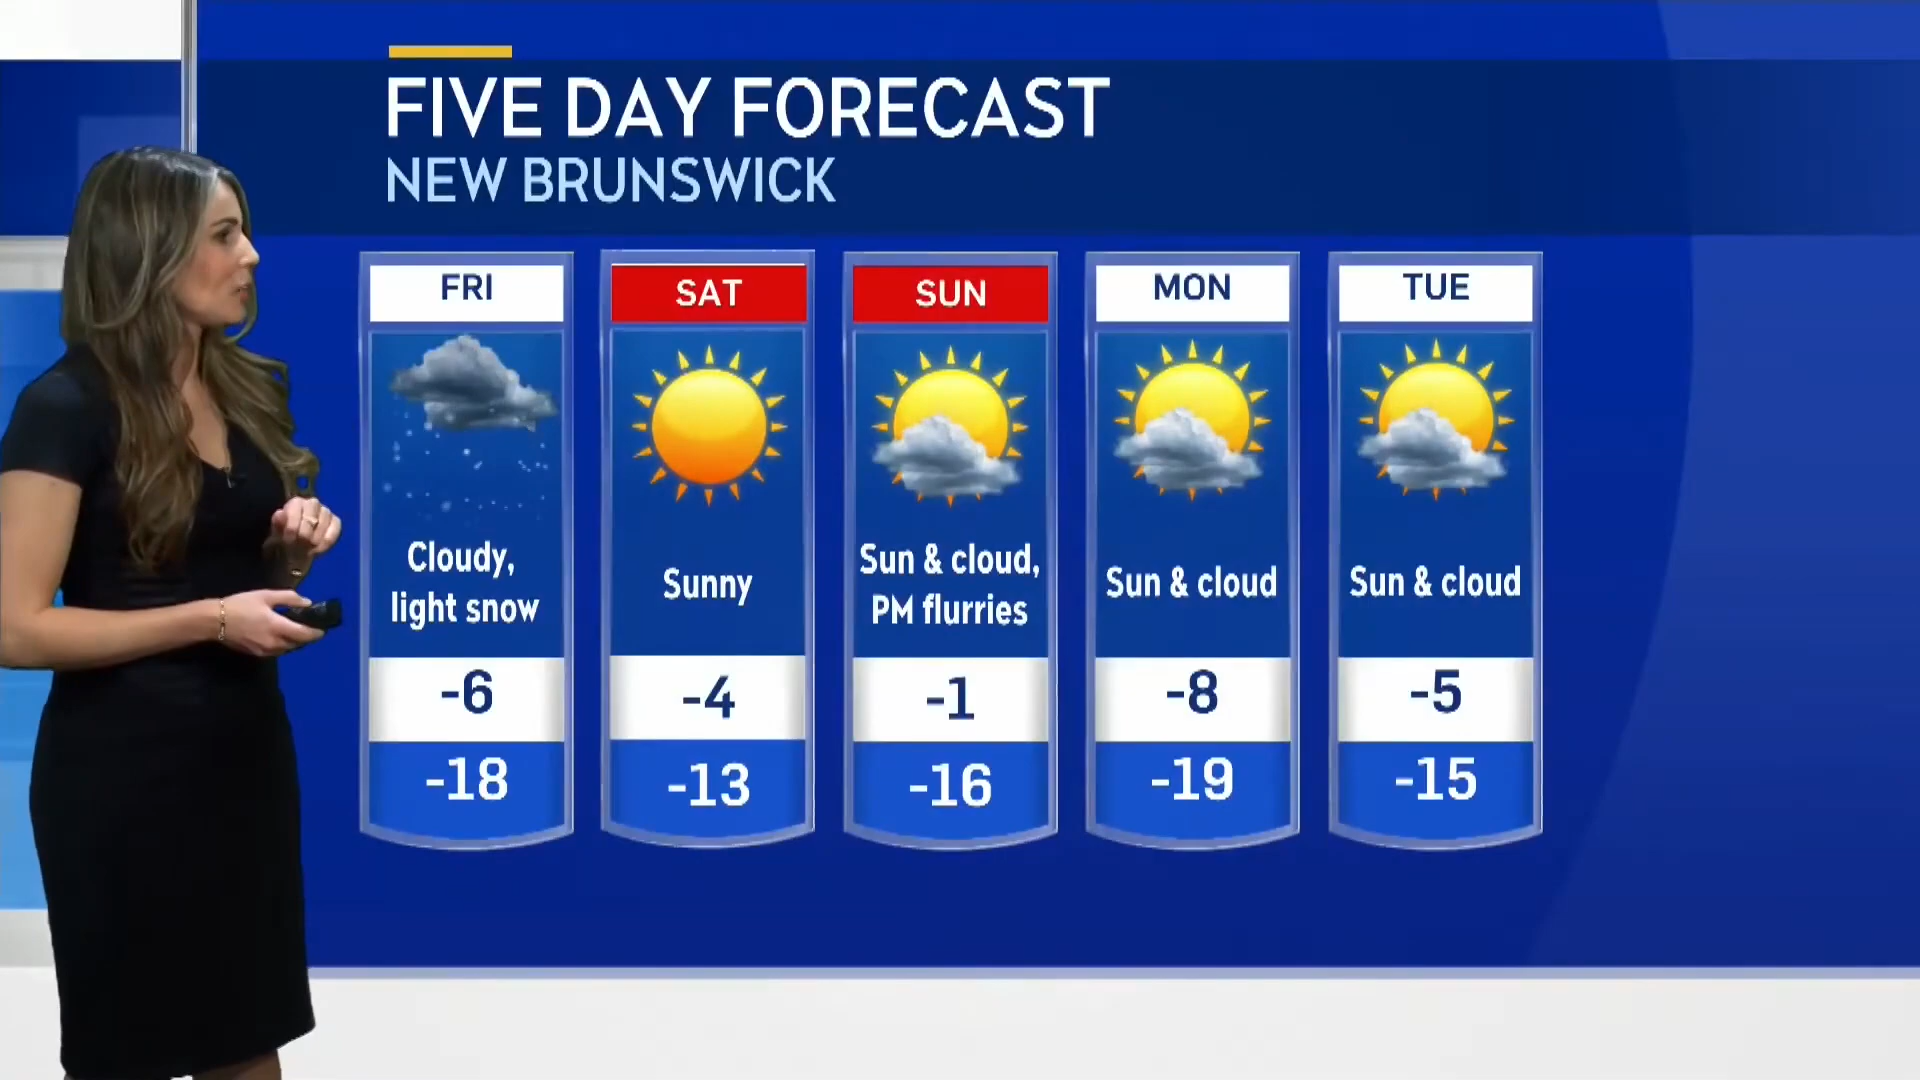 FIVE DAY FORECAST
NEW BRUNSWICK
FRI
Cloudy,
light snow
-6
-18
SAT
Sunny
-4
-13
SUN
Sun & cloud,
PM flurries
-1
-16
MON
Sun & cloud
-8
-19
TUE
Sun & cloud
-5
-15